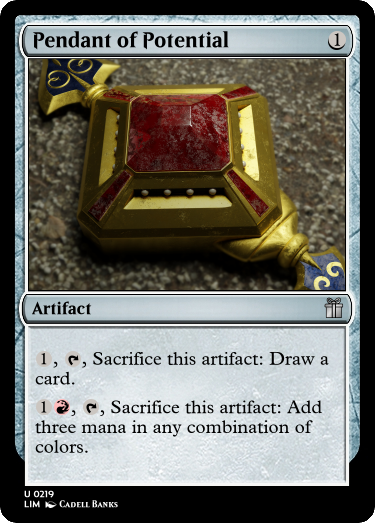 Pendant of Potential 1
Artifact
1, , Sacrifice this artifact: Draw a
card.
1 , , Sacrifice this artifact: Add
three mana in any combination of
colors.
U 0219
LIM Cadell Banks